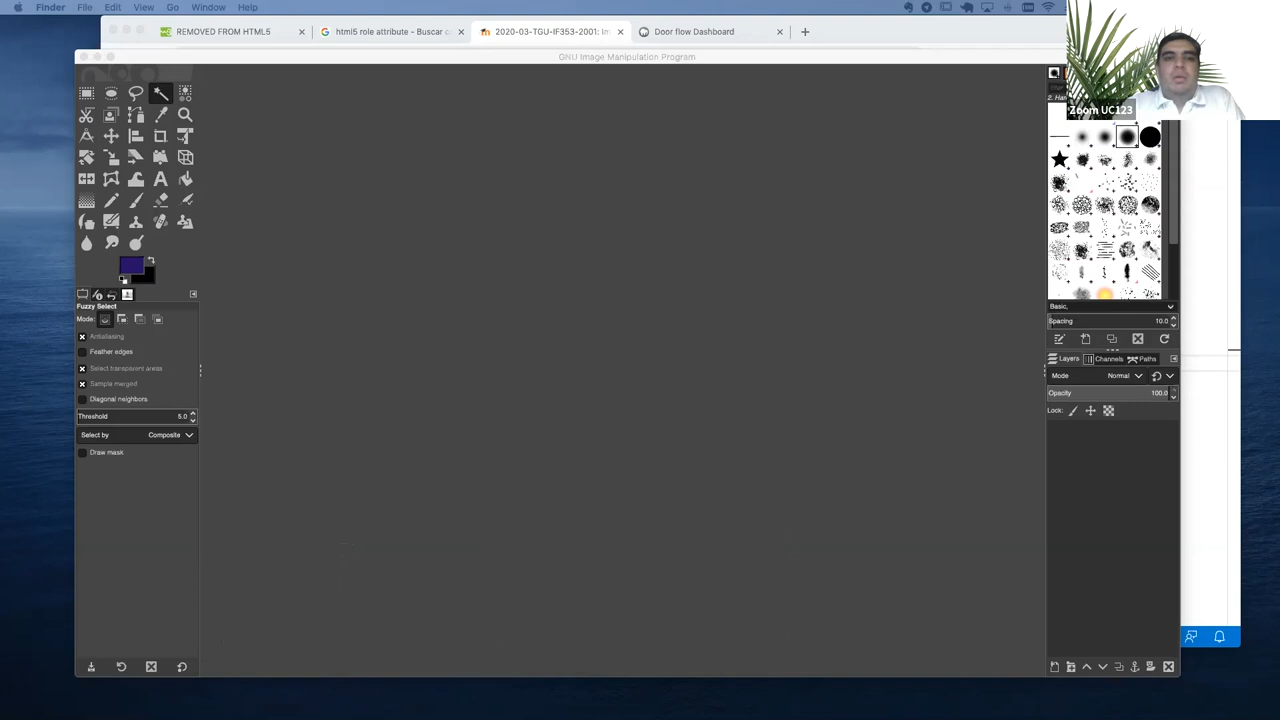 Finder File Edit View Go Window Help
REMOVED FROM HTML5
html5 role attribute - Buscar c
2020-03-TGU-IF353-2001: Im
Door flow Dashboard
GNU Image Manipulation Program
Zoom UC123
Basic,
Spacing 10.0
Fuzzy Select
Mode:
Antialiasing
Feather edges
Select transparent areas
Sample merged
Diagonal neighbors
Threshold 5.0
Select by Composite
Draw mask
Layers Channels Paths
Mode Normal
Opacity 100.0
Lock: